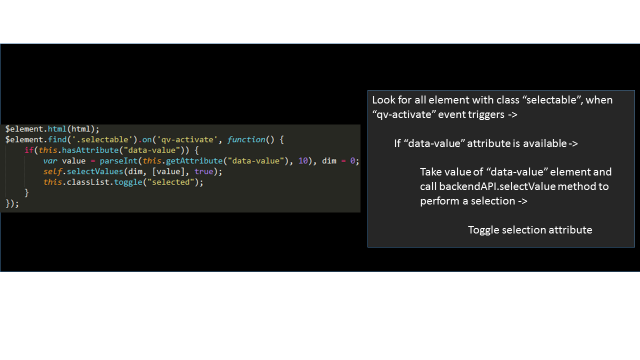 $element.html(html);
$element.find('.selectable').on('qv-activate', function() {
if(this.hasAttribute("data-value")) {
var value = parseInt(this.getAttribute("data-value"), 10), dim = 0;
self.selectValues(dim, [value], true);
this.classList.toggle("selected");
}
});
Look for all element with class “selectable”, when
“qv-activate” event triggers ->
If “data-value” attribute is available ->
Take value of “data-value” element and
call backendAPI.selectValue method to
perform a selection ->
Toggle selection attribute